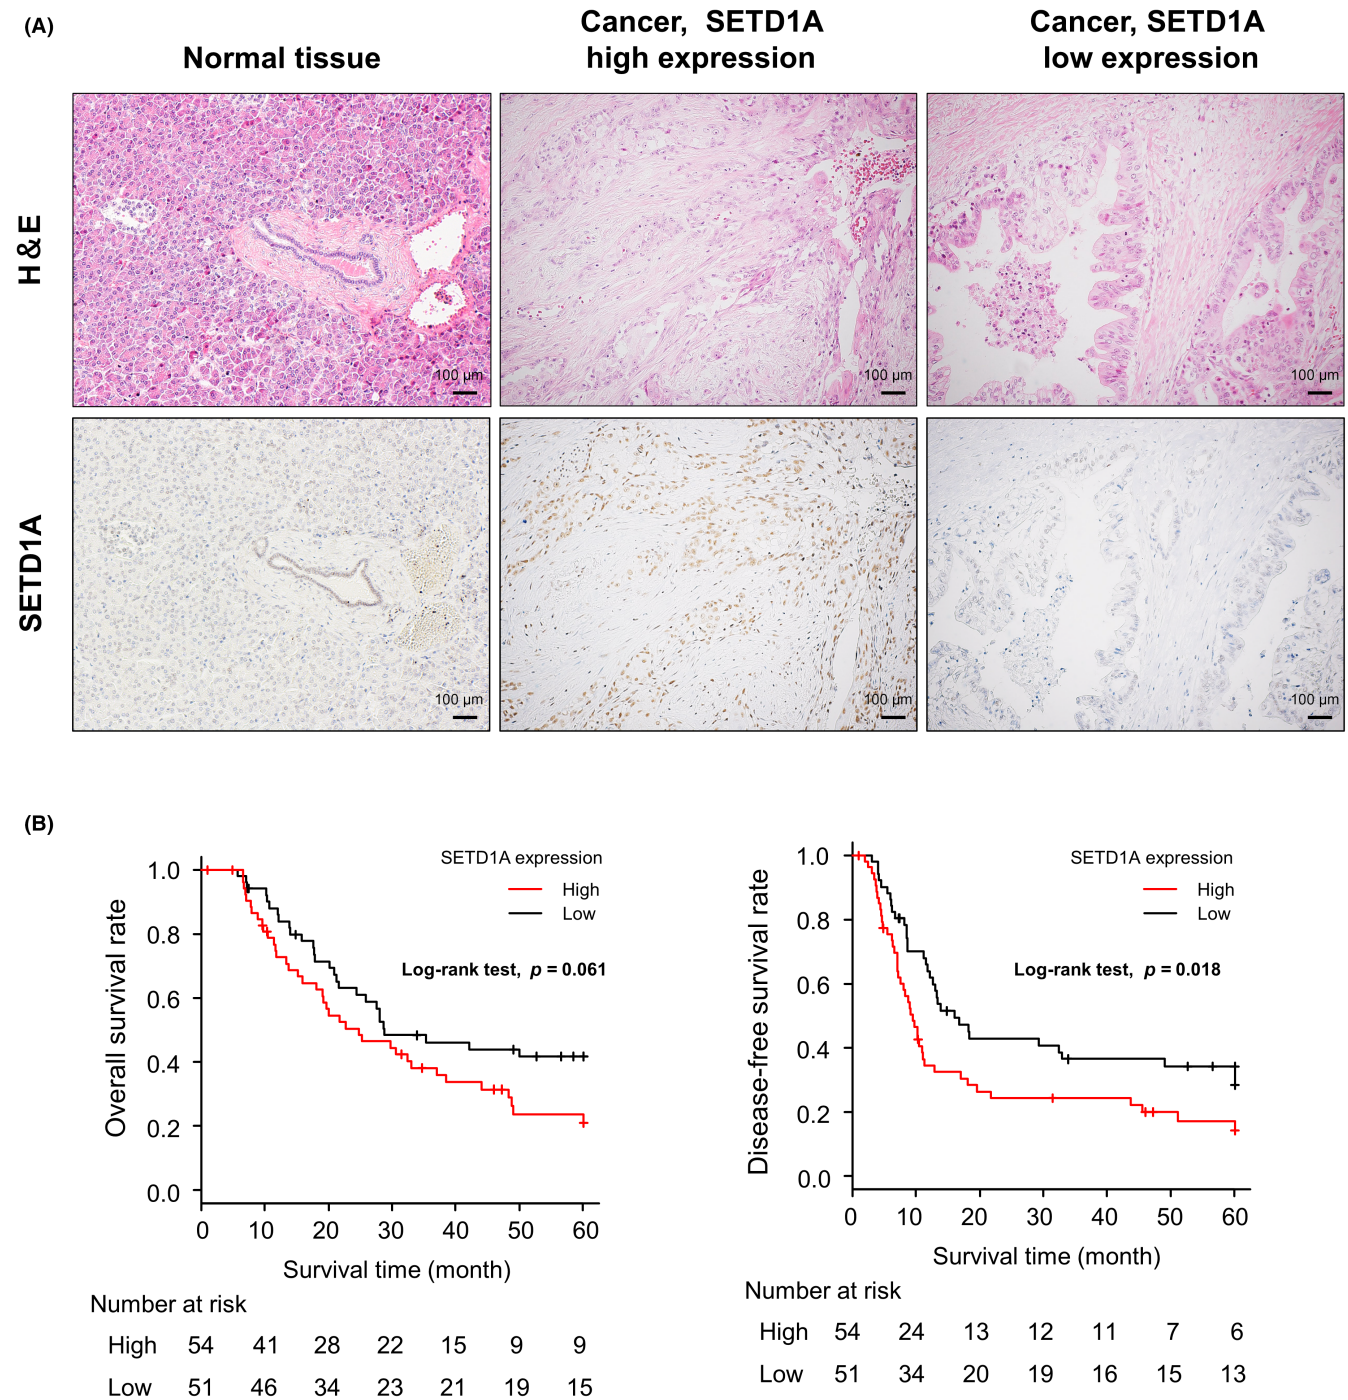 (A)
Normal tissue
Cancer, SETD1A
high expression
Cancer, SETD1A
low expression
H&E
100 µm
100 µm
100 µm
SETD1A
100 µm
100 µm
100 µm
(B)
Overall survival rate
1.0
0.8
0.6
0.4
0.2
0.0
SETD1A expression
High
Low
Log-rank test, p = 0.061
0 10 20 30 40 50 60
Survival time (month)
Number at risk
High 54 41 28 22 15 9 9
Low 51 46 34 23 21 19 15
Disease-free survival rate
1.0
0.8
0.6
0.4
0.2
0.0
SETD1A expression
High
Low
Log-rank test, p = 0.018
0 10 20 30 40 50 60
Survival time (month)
Number at risk
High 54 24 13 12 11 7 6
Low 51 34 20 19 16 15 13